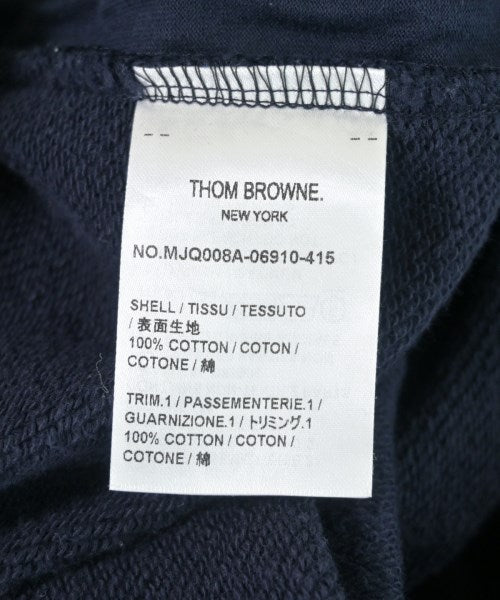 THOM BROWNE.
NEW YORK
NO.MJQ008A-06910-415
SHELL / TISSU / TESSUTO
/ 表面生地
100% COTTON / COTON /
COTONE / 綿
TRIM.1 / PASSEMENTERIE.1 /
GUARNIZIONE.1 / トリミング.1
100% COTTON / COTON /
COTONE / 綿